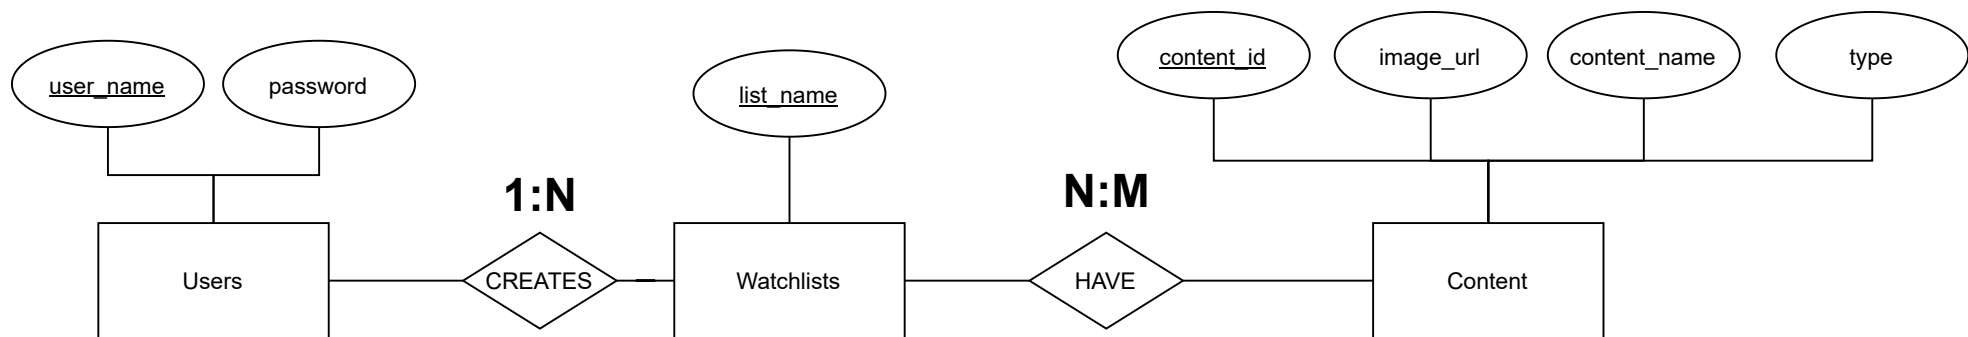 user_name
password
list_name
content_id
image_url
content_name
type
1:N
N:M
Users
CREATES
Watchlists
HAVE
Content